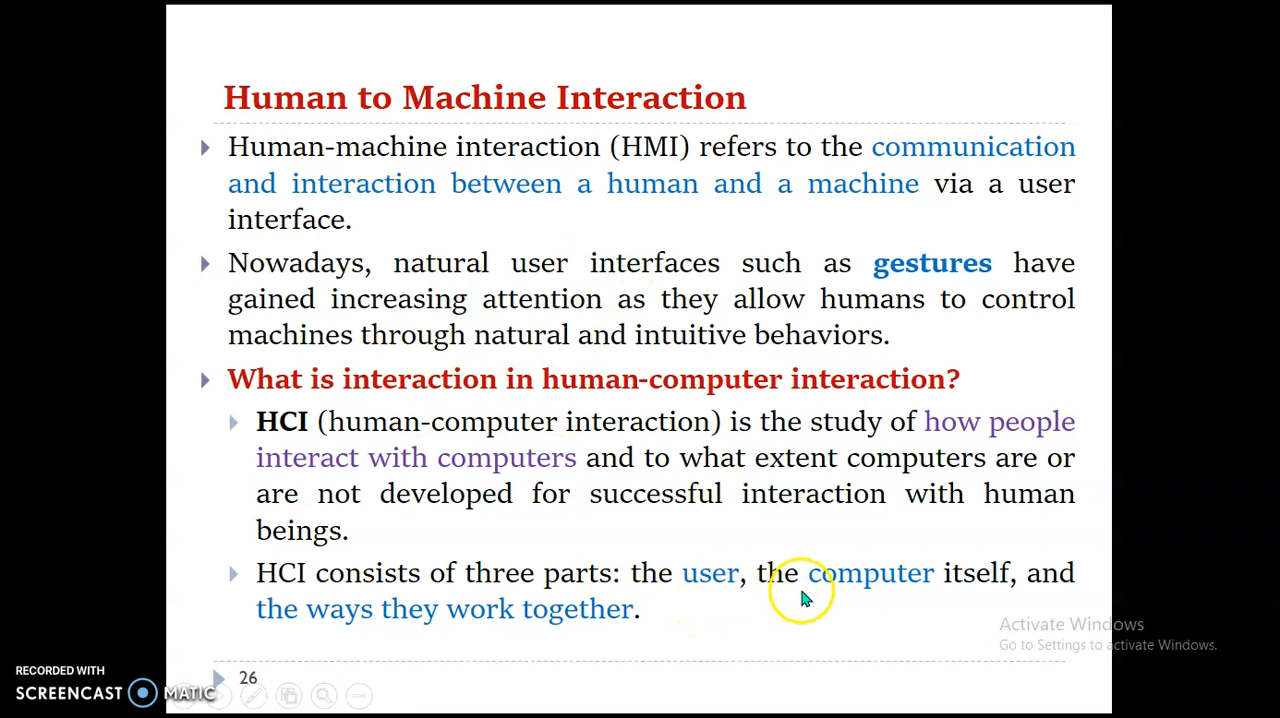 Human to Machine Interaction
Human-machine interaction (HMI) refers to the communication
and interaction between a human and a machine via a user
interface.
Nowadays, natural user interfaces such as gestures have
gained increasing attention as they allow humans to control
machines through natural and intuitive behaviors.
What is interaction in human-computer interaction?
HCI (human-computer interaction) is the study of how people
interact with computers and to what extent computers are or
are not developed for successful interaction with human
beings.
HCI consists of three parts: the user, the computer itself, and
the ways they work together.
Activate Windows
Go to Settings to activate Windows.
26
RECORDED WITH
SCREENCAST MATIC